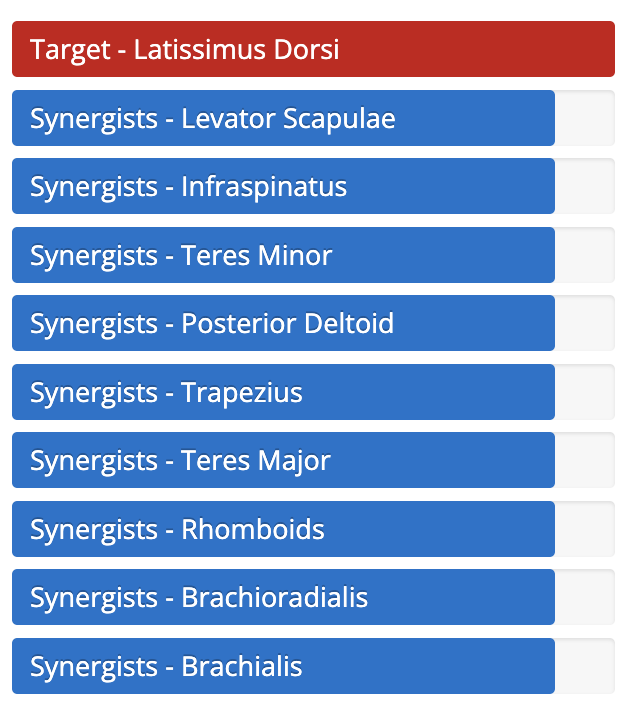 Target - Latissimus Dorsi
Synergists - Levator Scapulae
Synergists - Infraspinatus
Synergists - Teres Minor
Synergists - Posterior Deltoid
Synergists - Trapezius
Synergists - Teres Major
Synergists - Rhomboids
Synergists - Brachioradialis
Synergists - Brachialis